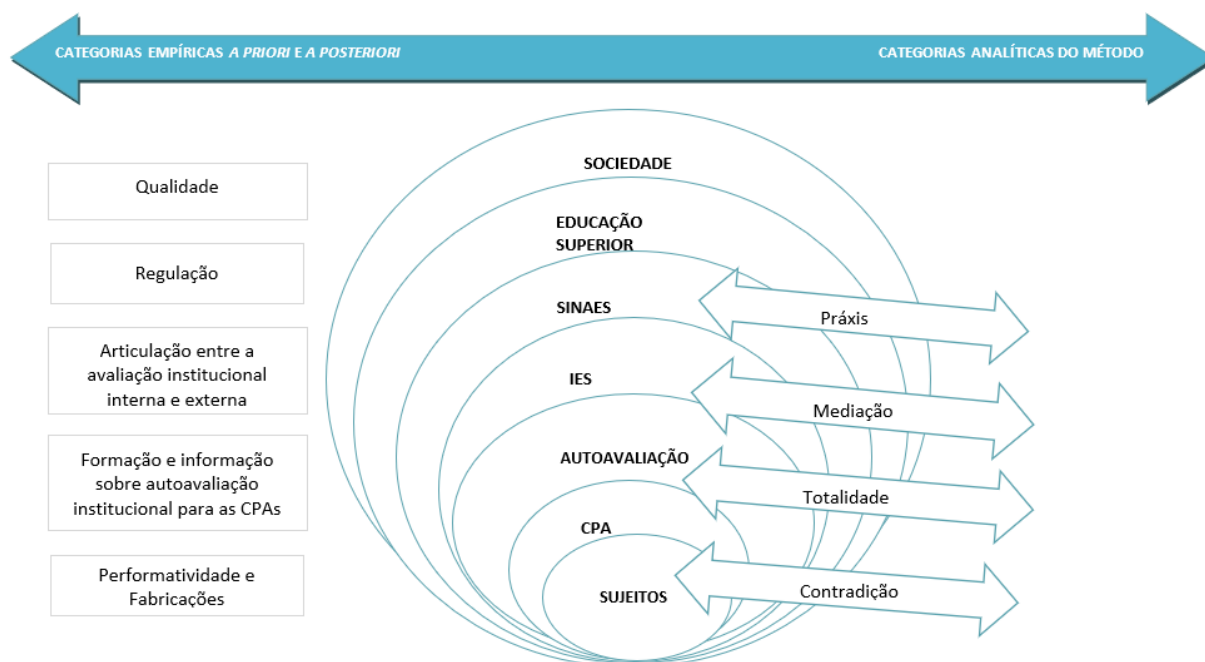 CATEGORIAS EMPÍRICAS A PRIORI E A POSTERIORI
CATEGORIAS ANALÍTICAS DO MÉTODO
Qualidade
Regulação
Articulação entre a
avaliação institucional
interna e externa
Formação e informação
sobre autoavaliação
institucional para as CPAs
Performatividade e
Fabricações
SOCIEDADE
EDUCAÇÃO
SUPERIOR
SINAES
IES
AUTOAVALIAÇÃO
CPA
SUJEITOS
Práxis
Mediação
Totalidade
Contradição